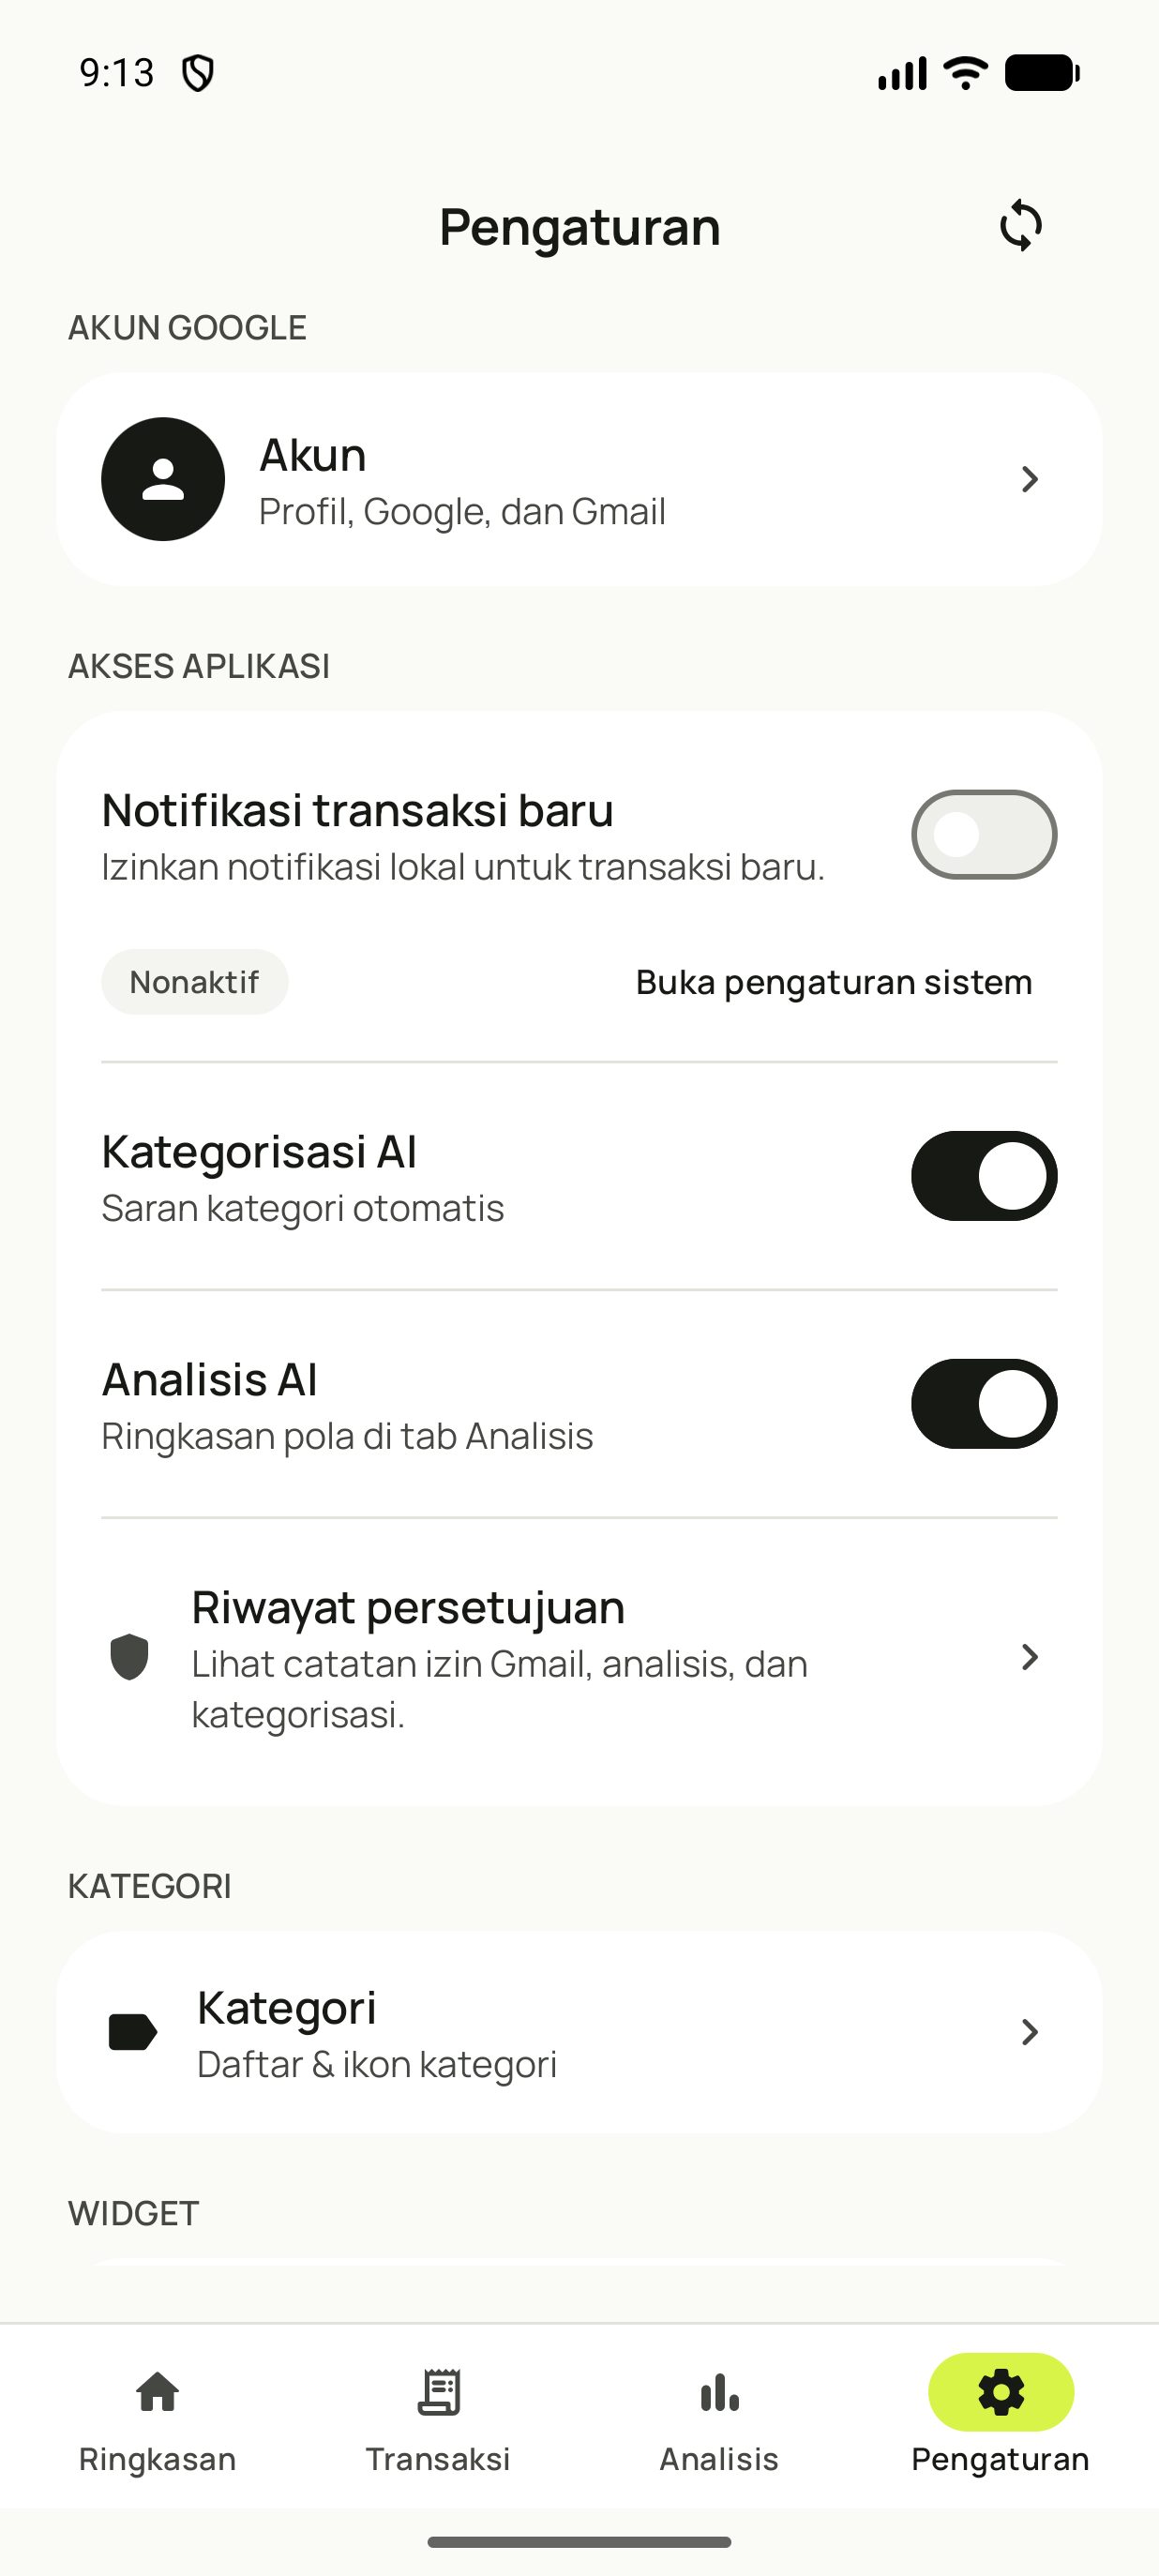 9:13
Pengaturan
AKUN GOOGLE
Akun
Profil, Google, dan Gmail
AKSES APLIKASI
Notifikasi transaksi baru
Izinkan notifikasi lokal untuk transaksi baru.
Nonaktif
Buka pengaturan sistem
Kategorisasi AI
Saran kategori otomatis
Analisis AI
Ringkasan pola di tab Analisis
Riwayat persetujuan
Lihat catatan izin Gmail, analisis, dan
kategorisasi.
KATEGORI
Kategori
Daftar & ikon kategori
WIDGET
Ringkasan
Transaksi
Analisis
Pengaturan